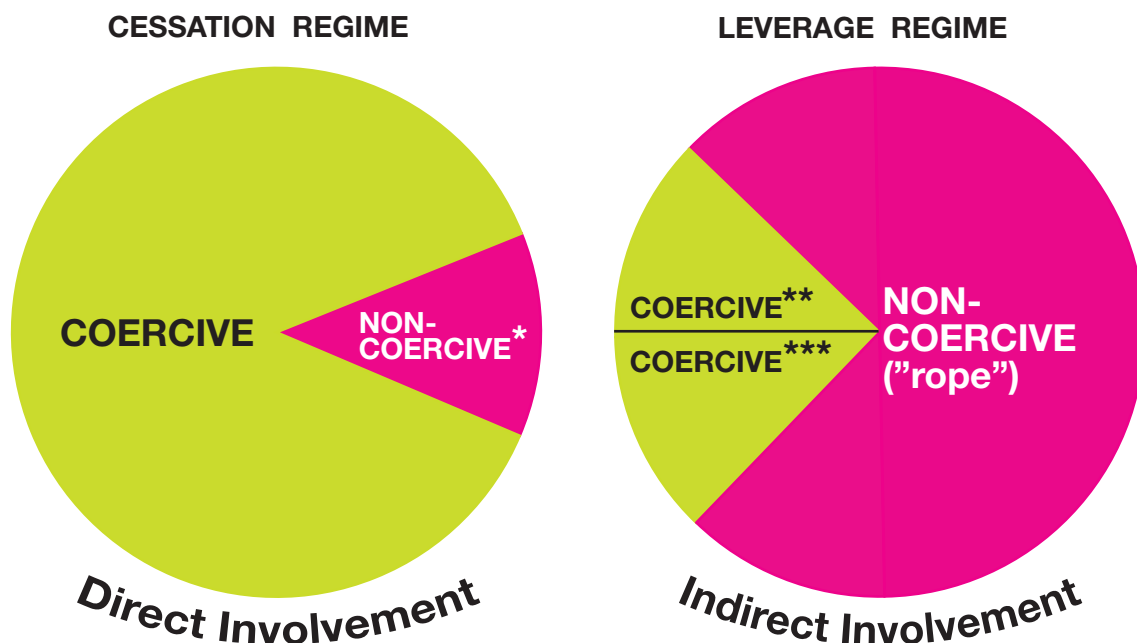 CESSATION REGIME
COERCIVE
NON-
COERCIVE*
Direct Involvement
LEVERAGE REGIME
COERCIVE**
COERCIVE***
NON-
COERCIVE
("rope")
Indirect Involvement